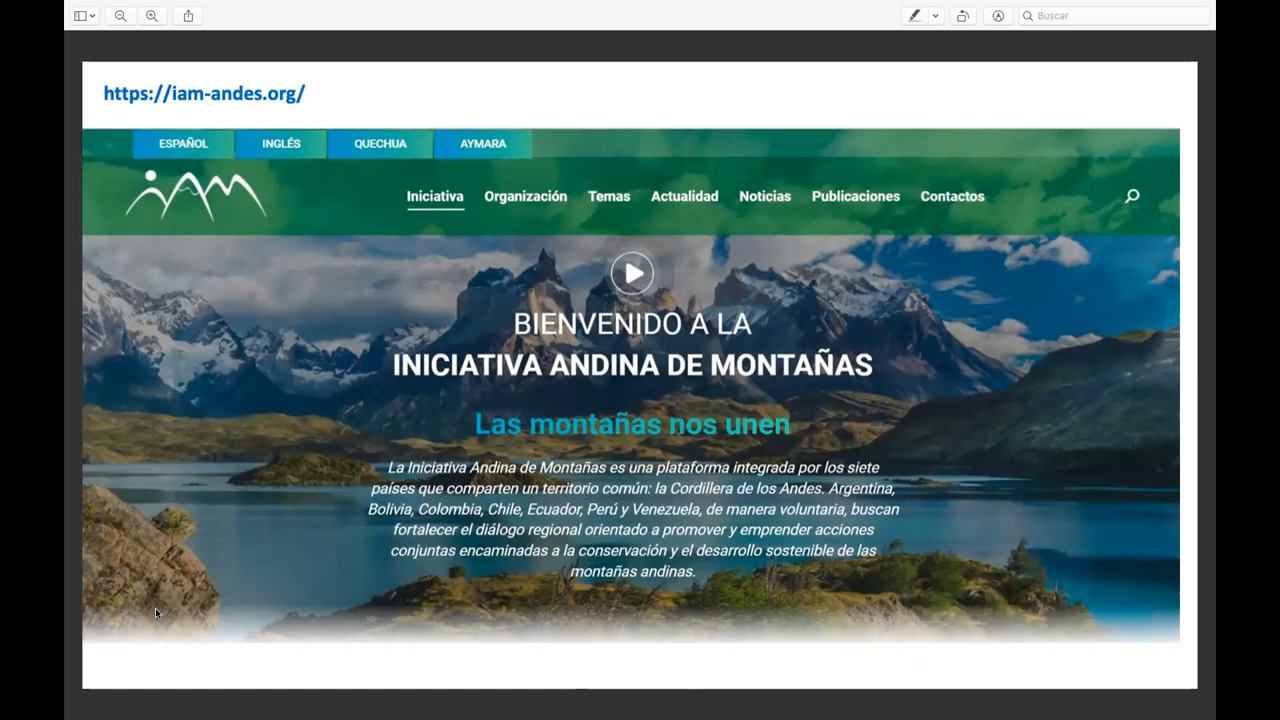 Buscar
https://iam-andes.org/
ESPAÑOL INGLÉS QUECHUA AYMARA
IAM
Iniciativa Organización Temas Actualidad Noticias Publicaciones Contactos
BIENVENIDO A LA
INICIATIVA ANDINA DE MONTAÑAS
Las montañas nos unen
La Iniciativa Andina de Montañas es una plataforma integrada por los siete
países que comparten un territorio común: la Cordillera de los Andes. Argentina,
Bolivia, Colombia, Chile, Ecuador, Perú y Venezuela, de manera voluntaria, buscan
fortalecer el diálogo regional orientado a promover y emprender acciones
conjuntas encaminadas a la conservación y el desarrollo sostenible de las
montañas andinas.